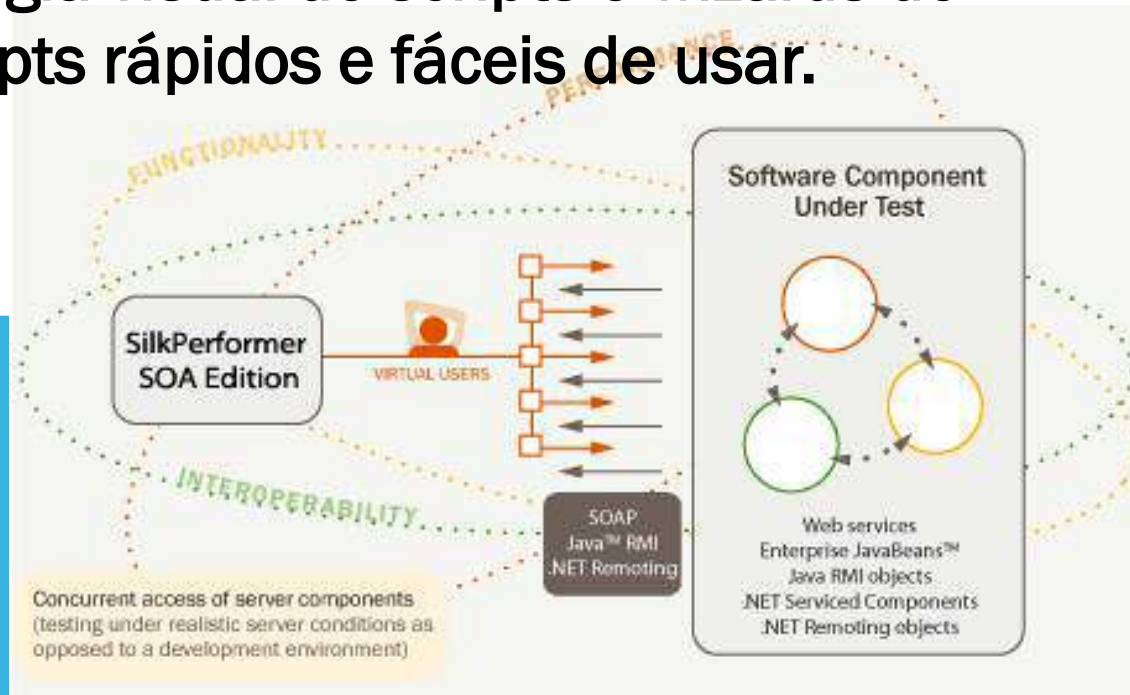 pts rápidos e fáceis de usar.
PERFORMANCE
FUNCTIONALITY
Software Component
Under Test
SilkPerformer
SOA Edition
VIRTUAL USERS
INTEROPERABILITY
SOAP
Java™ RMI
.NET Remoting
Web services
Enterprise JavaBeans™
Java RMI objects
.NET Serviced Components
.NET Remoting objects
Concurrent access of server components
(testing under realistic server conditions as
opposed to a development environment)